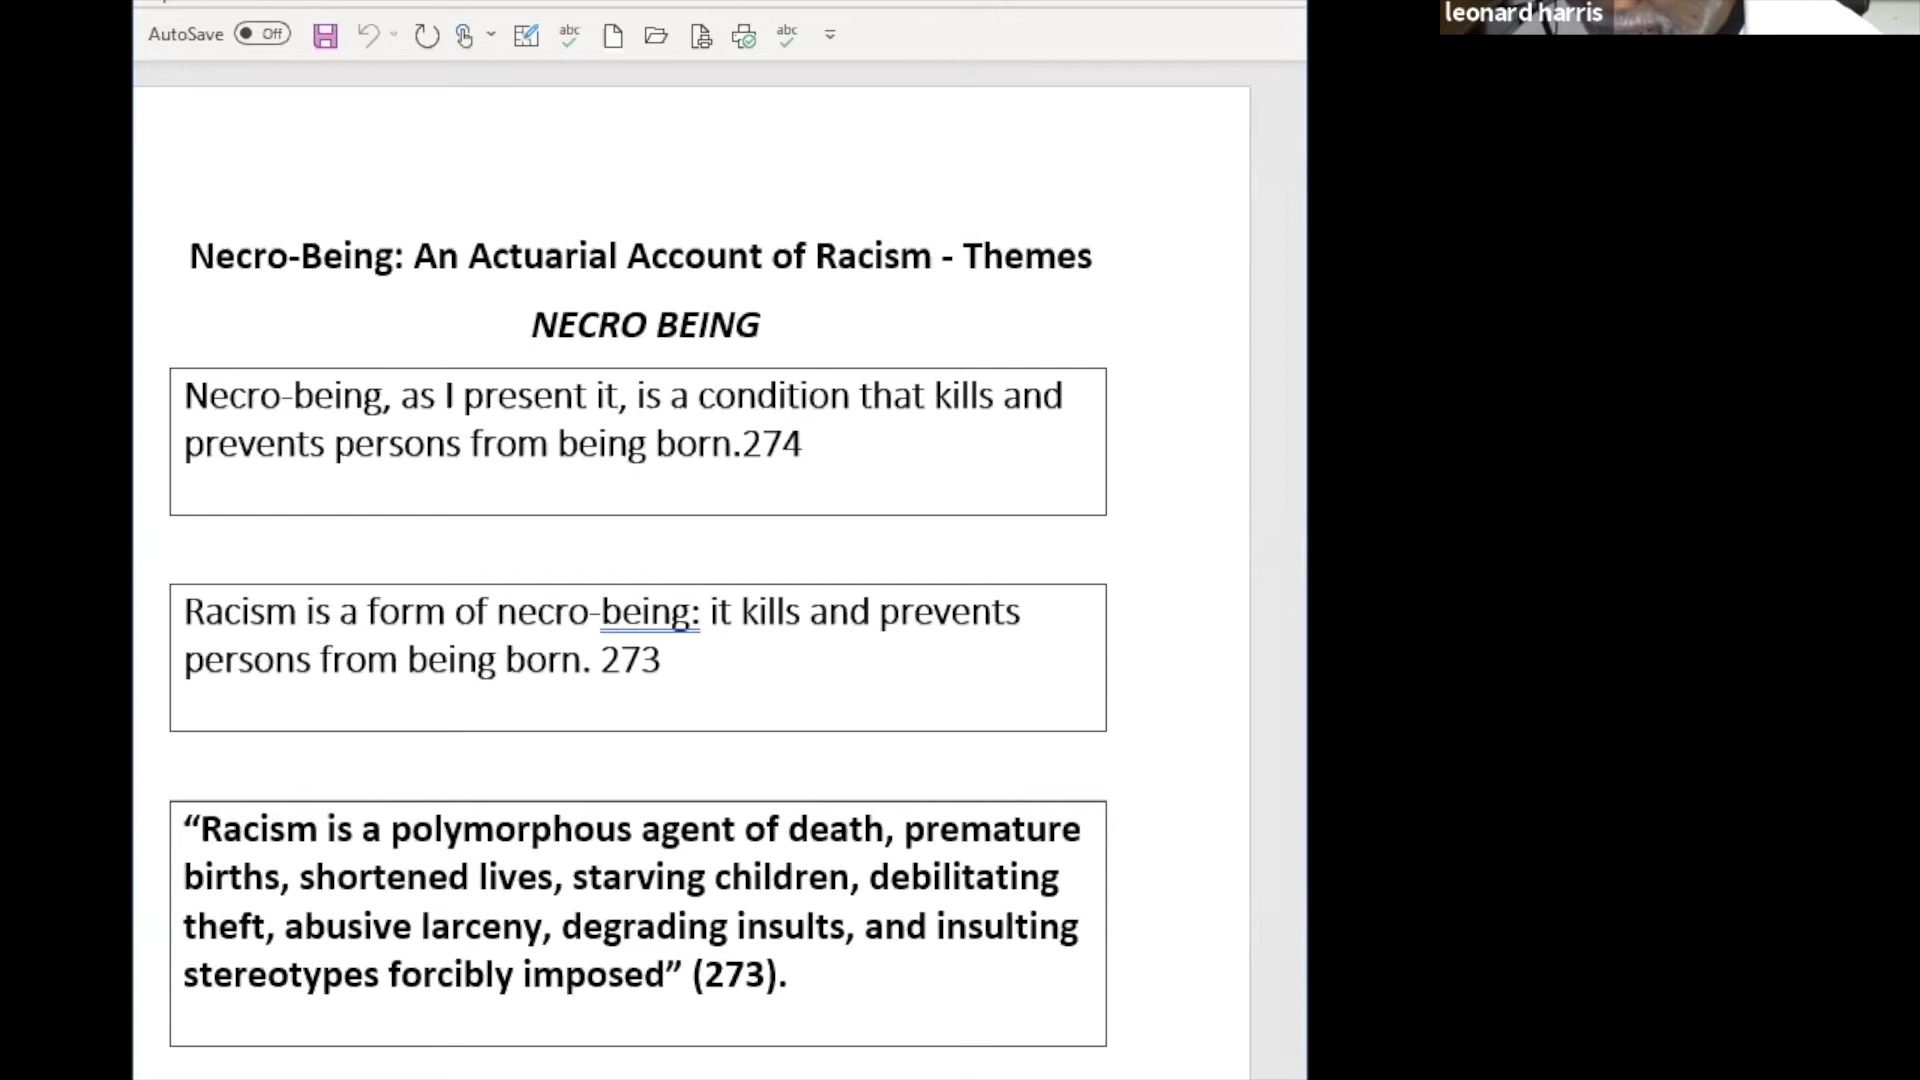 AutoSave Off abc abc
leonard harris
Necro-Being: An Actuarial Account of Racism - Themes
NECRO BEING
Necro-being, as I present it, is a condition that kills and
prevents persons from being born.274
Racism is a form of necro-being: it kills and prevents
persons from being born. 273
“Racism is a polymorphous agent of death, premature
births, shortened lives, starving children, debilitating
theft, abusive larceny, degrading insults, and insulting
stereotypes forcibly imposed” (273).